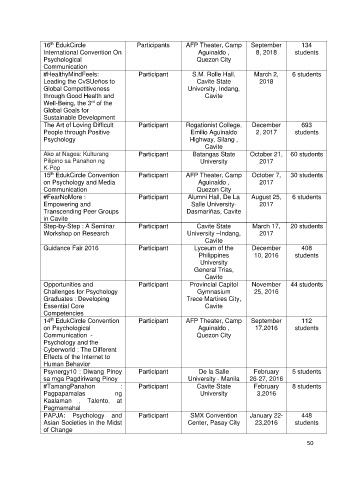 16th EdukCircle Participants AFP Theater, Camp September 134
International Convention On Aguinaldo , 8, 2018 students
Psychological Quezon City
Communication
#HealthyMindFeels: Participant S.M. Rolle Hall, March 2, 6 students
Leading the CvSUeños to Cavite State 2018
Global Competitiveness University, Indang,
through Good Health and Cavite
Well-Being, the 3rd of the
Global Goals for
Sustainable Development
The Art of Loving Difficult Participant Rogationist College, December 693
People through Positive Emilio Aguinaldo 2, 2017 students
Psychology Highway, Silang ,
Cavite
Ako at Nagos: Kulturang Participant Batangas State October 21, 60 students
Pilipino sa Panahon ng University 2017
K-Pop
15th EdukCircle Convention Participant AFP Theater, Camp October 7, 30 students
on Psychology and Media Aguinaldo , 2017
Communication Quezon City
#FearNoMore : Participant Alumni Hall, De La August 25, 6 students
Empowering and Salle University- 2017
Transcending Peer Groups Dasmariñas, Cavite
in Cavite
Step-by-Step : A Seminar Participant Cavite State March 17, 20 students
Workshop on Research University –Indang, 2017
Cavite
Guidance Fair 2016 Participant Lyceum of the December 408
Philippines 10, 2016 students
University
General Trias,
Cavite
Opportunities and Participant Provincial Capitol November 44 students
Challenges for Psychology Gymnasium 25, 2016
Graduates : Developing Trece Martires City,
Essential Core Cavite
Competencies
14th EdukCircle Convention Participant AFP Theater, Camp September 112
on Psychological Aguinaldo , 17,2016 students
Communication - Quezon City
Psychology and the
Cyberworld : The Different
Effects of the Internet to
Human Behavior
Psynergy10 : Diwang Pinoy Participant De la Salle February 5 students
sa mga Pagdiriwang Pinoy University - Manila 26-27, 2016
#TamangPanahon : Participant Cavite State February 8 students
Pagpapamalas ng University 3,2016
Kaalaman , Talento, at
Pagmamahal
PAPJA: Psychology and Participant SMX Convention January 22- 448
Asian Societies in the Midst Center, Pasay City 23,2016 students
of Change
50